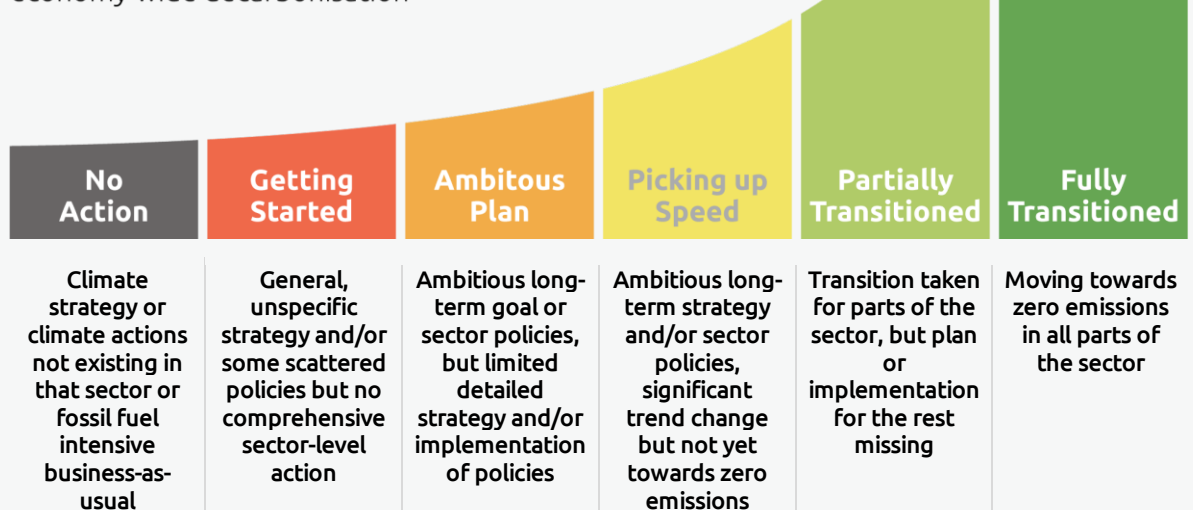 economy-wide decarbonisation
No
Action
Getting
Started
Ambitous
Plan
Picking up
Speed
Partially
Transitioned
Fully
Transitioned
Climate
strategy or
climate actions
not existing in
that sector or
fossil fuel
intensive
business-as-
usual
General,
unspecific
strategy and/or
some scattered
policies but no
comprehensive
sector-level
action
Ambitious long-
term goal or
sector policies,
but limited
detailed
strategy and/or
implementation
of policies
Ambitious long-
term strategy
and/or sector
policies,
significant
trend change
but not yet
towards zero
emissions
Transition taken
for parts of the
sector, but plan
or
implementation
for the rest
missing
Moving towards
zero emissions
in all parts of
the sector